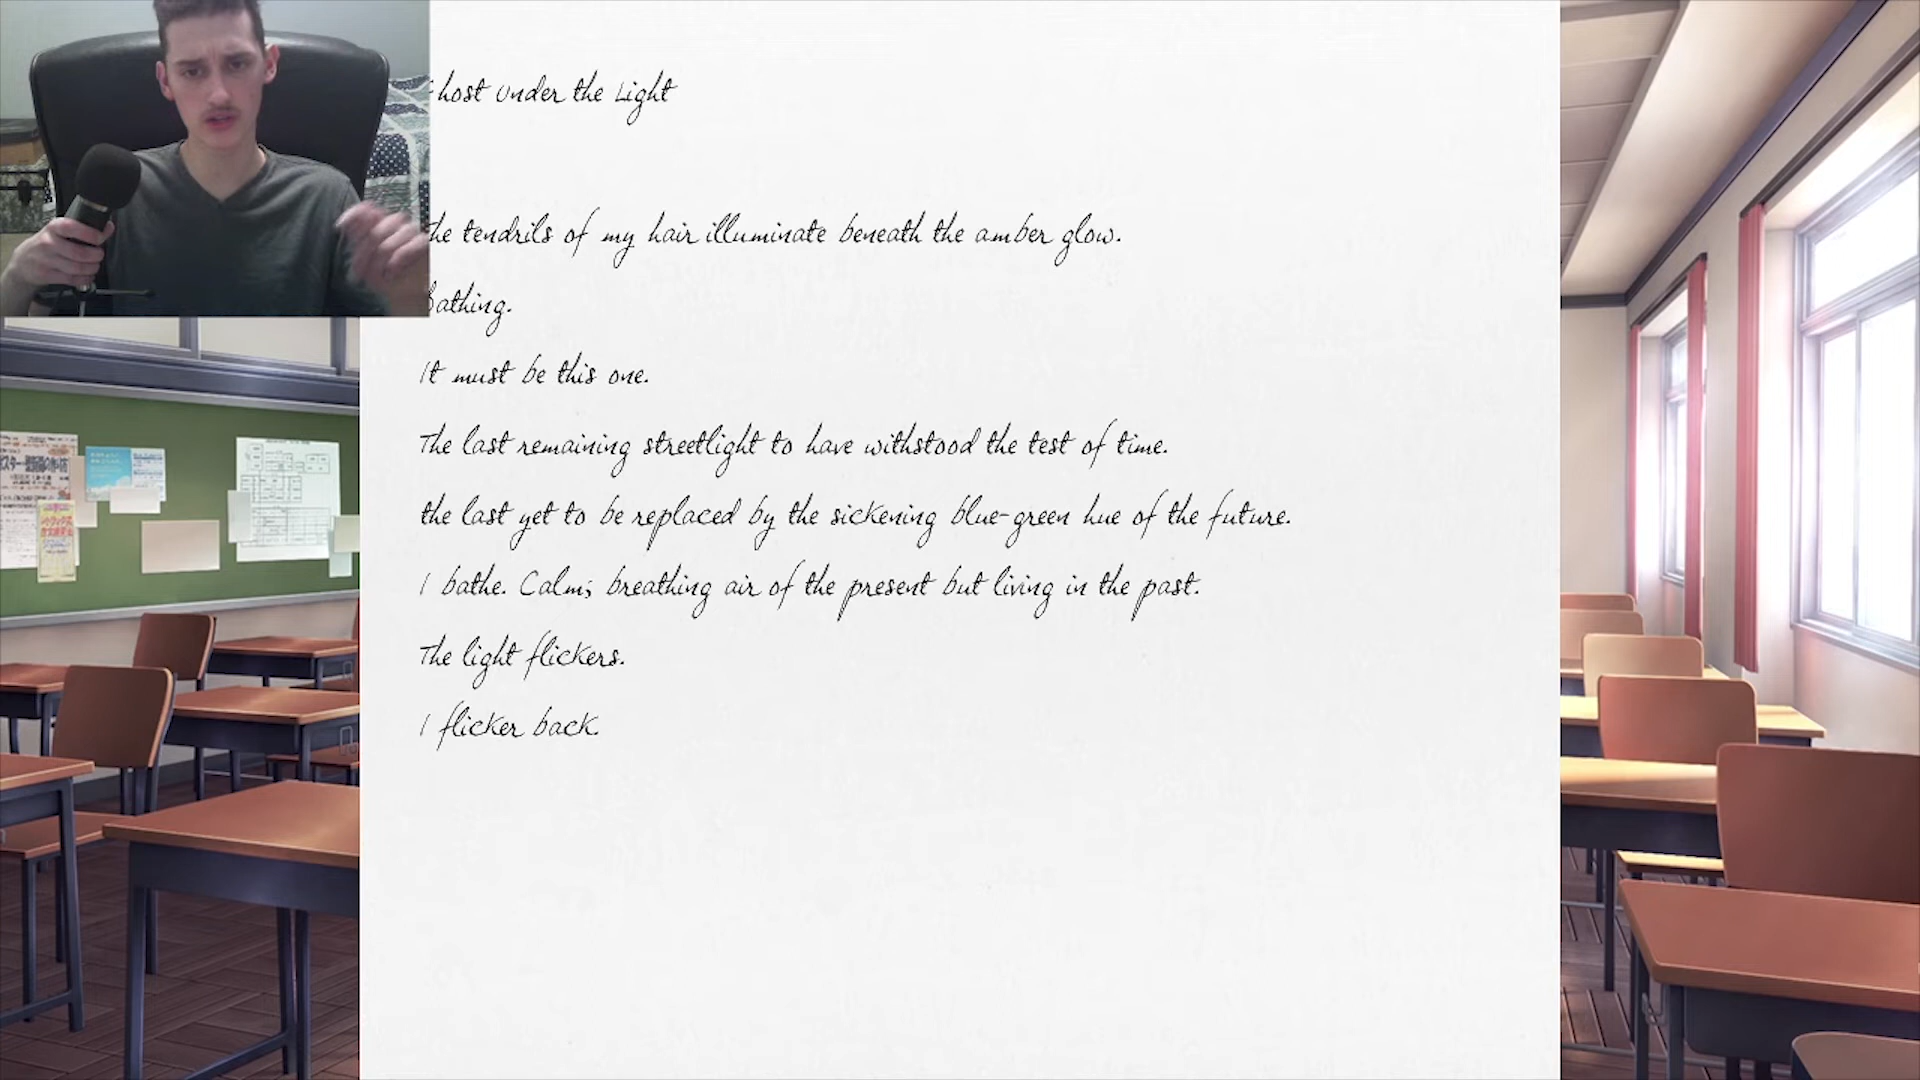 host Under the Light
the tendrils of my hair illuminate beneath the amber glow.
Bathing.
It must be this one.
The last remaining streetlight to have withstood the test of time.
the last yet to be replaced by the sickening blue-green hue of the future.
I bathe. Calm; breathing air of the present but living in the past.
The light flickers.
I flicker back.